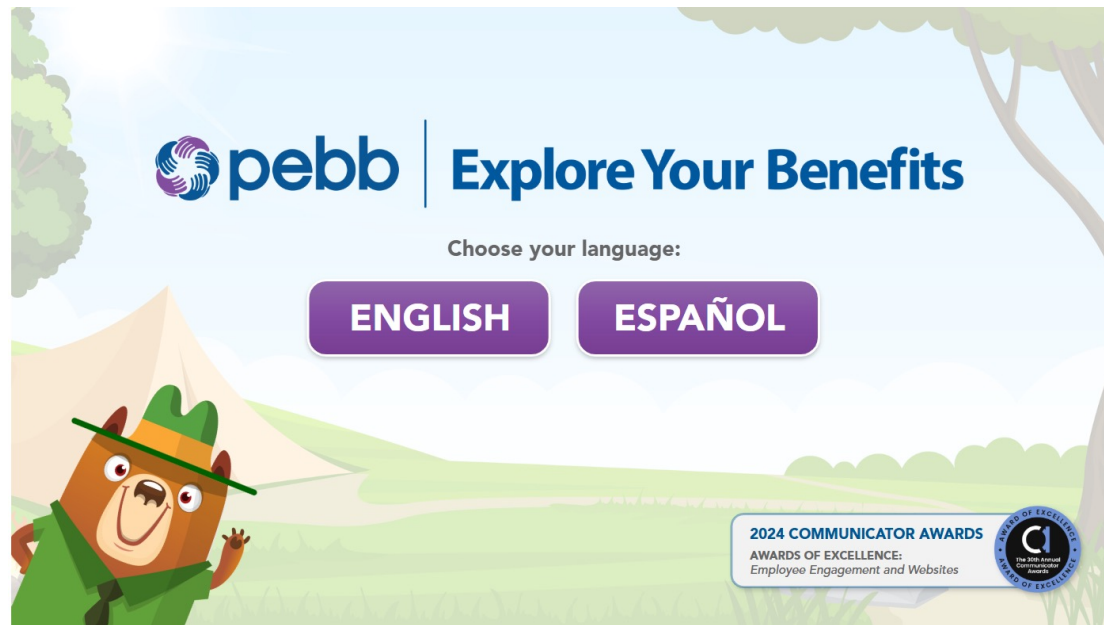 pebb
Explore Your Benefits
Choose your language:
ENGLISH
ESPAÑOL
2024 COMMUNICATOR AWARDS
AWARDS OF EXCELLENCE:
Employee Engagement and Websites
AWARD OF EXCELLENCE
The 30th Annual
Communicator
Awards
AWARD OF EXCELLENCE